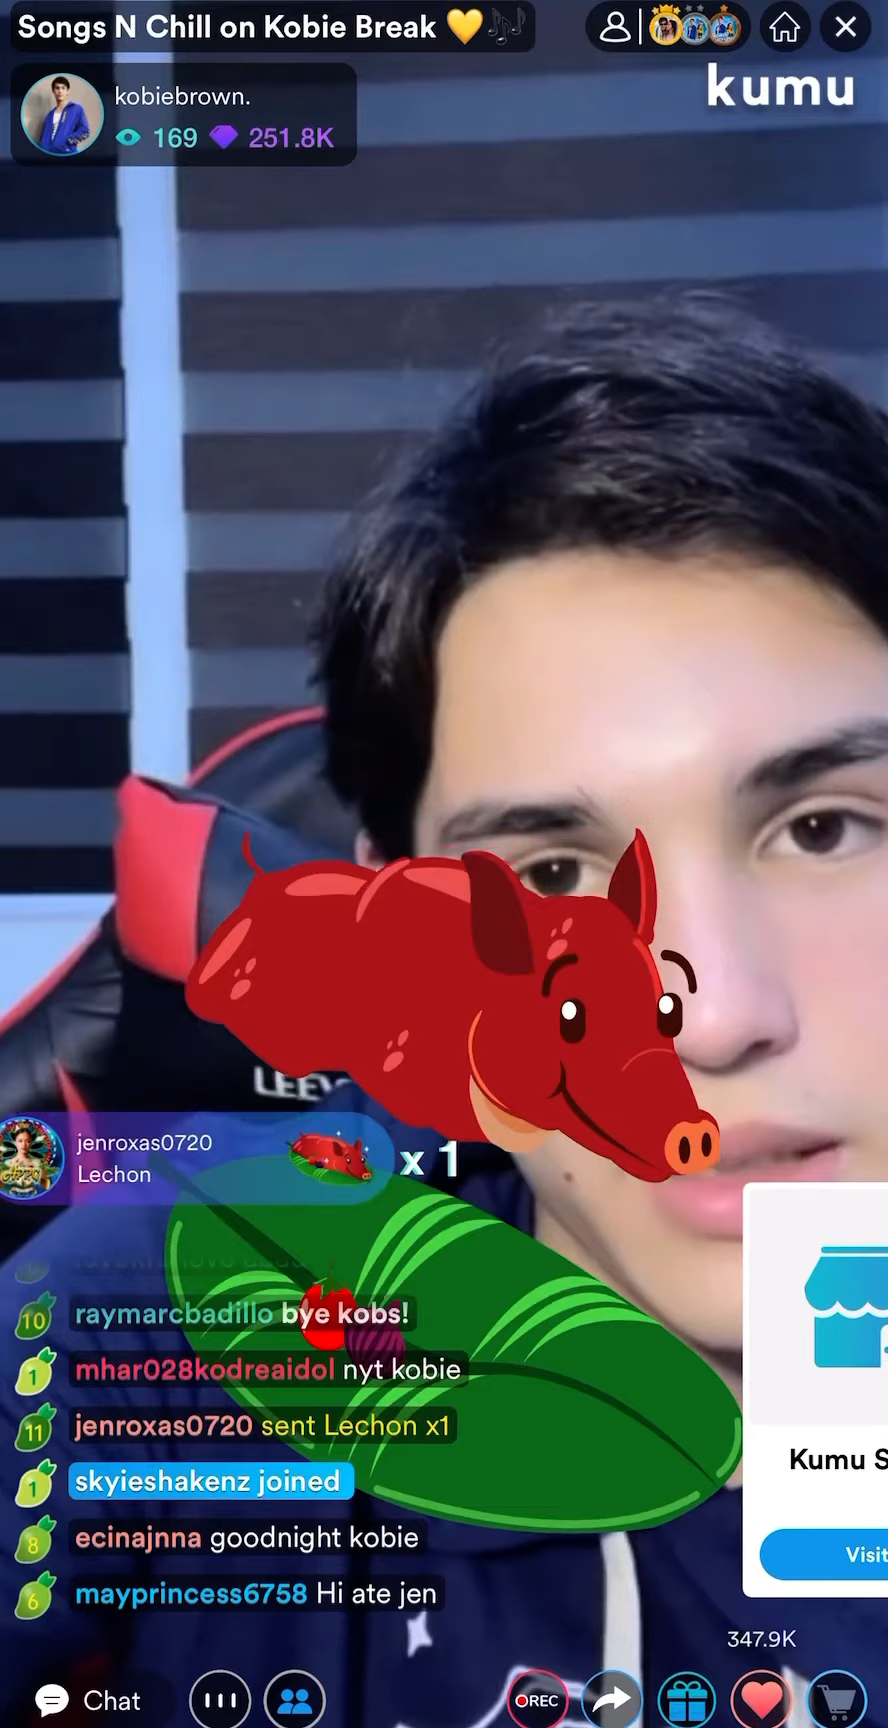 Songs N Chill on Kobie Break 💛🎶
kobiebrown.
169 251.8K
kumu
LEE
jenroxas0720
Lechon
x 1
10 raymarcbadillo bye kobs!
1 mhar028kodreaidol nyt kobie
11 jenroxas0720 sent Lechon x1
1 skyieshakenz joined
8 ecinajnna goodnight kobie
6 mayprincess6758 Hi ate jen
Kumu S
Visit
347.9K
Chat
REC